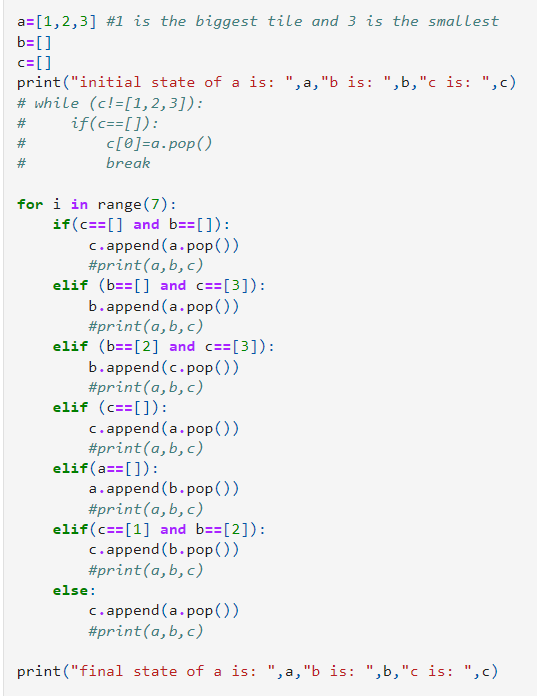 a=[1,2,3] #1 is the biggest tile and 3 is the smallest
b=[]
c=[]
print("initial state of a is: ",a,"b is: ",b,"c is: ",c)
# while (c!=[1,2,3]):
#     if(c==[]):
#         c[0]=a.pop()
#         break

for i in range(7):
    if(c==[] and b==[]):
        c.append(a.pop())
        #print(a,b,c)
    elif (b==[] and c==[3]):
        b.append(a.pop())
        #print(a,b,c)
    elif (b==[2] and c==[3]):
        b.append(c.pop())
        #print(a,b,c)
    elif (c==[]):
        c.append(a.pop())
        #print(a,b,c)
    elif(a==[]):
        a.append(b.pop())
        #print(a,b,c)
    elif(c==[1] and b==[2]):
        c.append(b.pop())
        #print(a,b,c)
    else:
        c.append(a.pop())
        #print(a,b,c)

print("final state of a is: ",a,"b is: ",b,"c is: ",c)